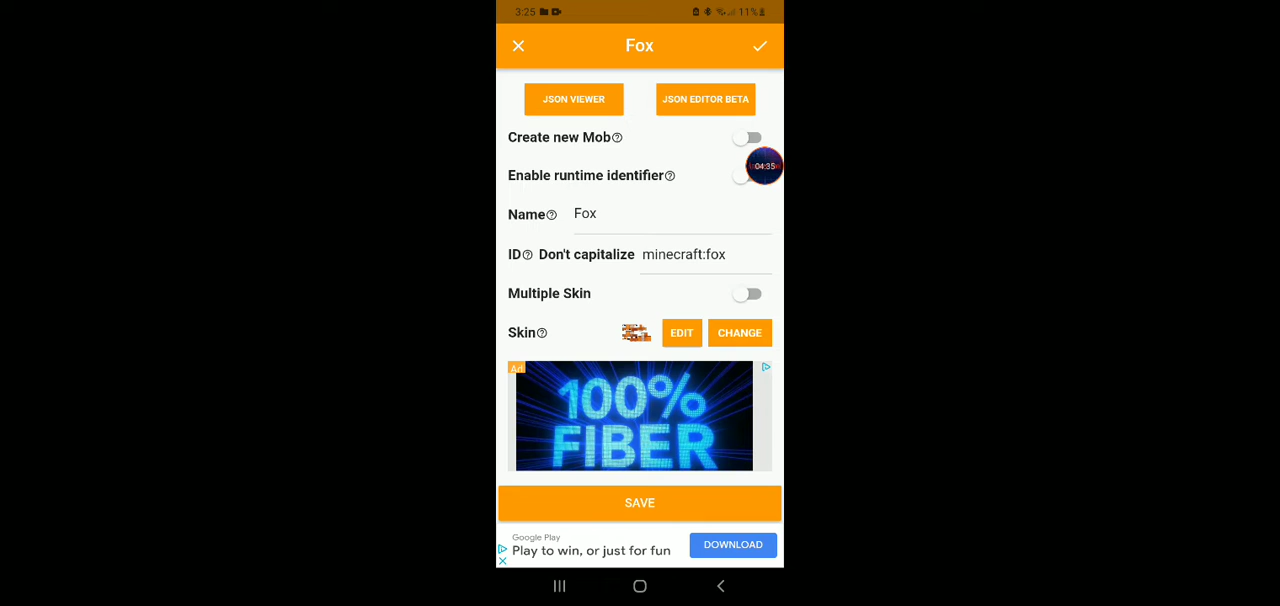 3:25 11%
Fox
JSON VIEWER JSON EDITOR BETA
Create new Mob
04:35
Enable runtime identifier
Name Fox
ID Don't capitalize minecraft:fox
Multiple Skin
Skin EDIT CHANGE
Ad
100%
FIBER
SAVE
Google Play
Play to win, or just for fun DOWNLOAD